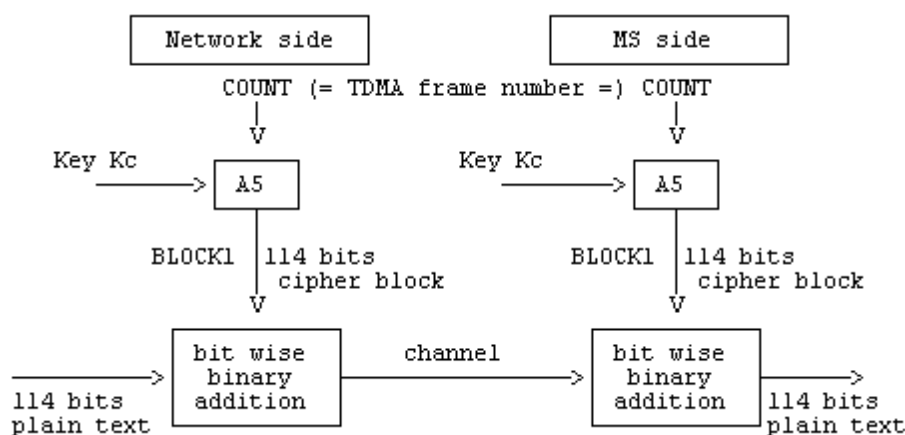 Network side
MS side
COUNT (= TDMA frame number =) COUNT
Key Kc
A5
Key Kc
A5
BLOCK1
114 bits
cipher block
BLOCK1
114 bits
cipher block
bit wise
binary
addition
channel
bit wise
binary
addition
114 bits
plain text
114 bits
plain text